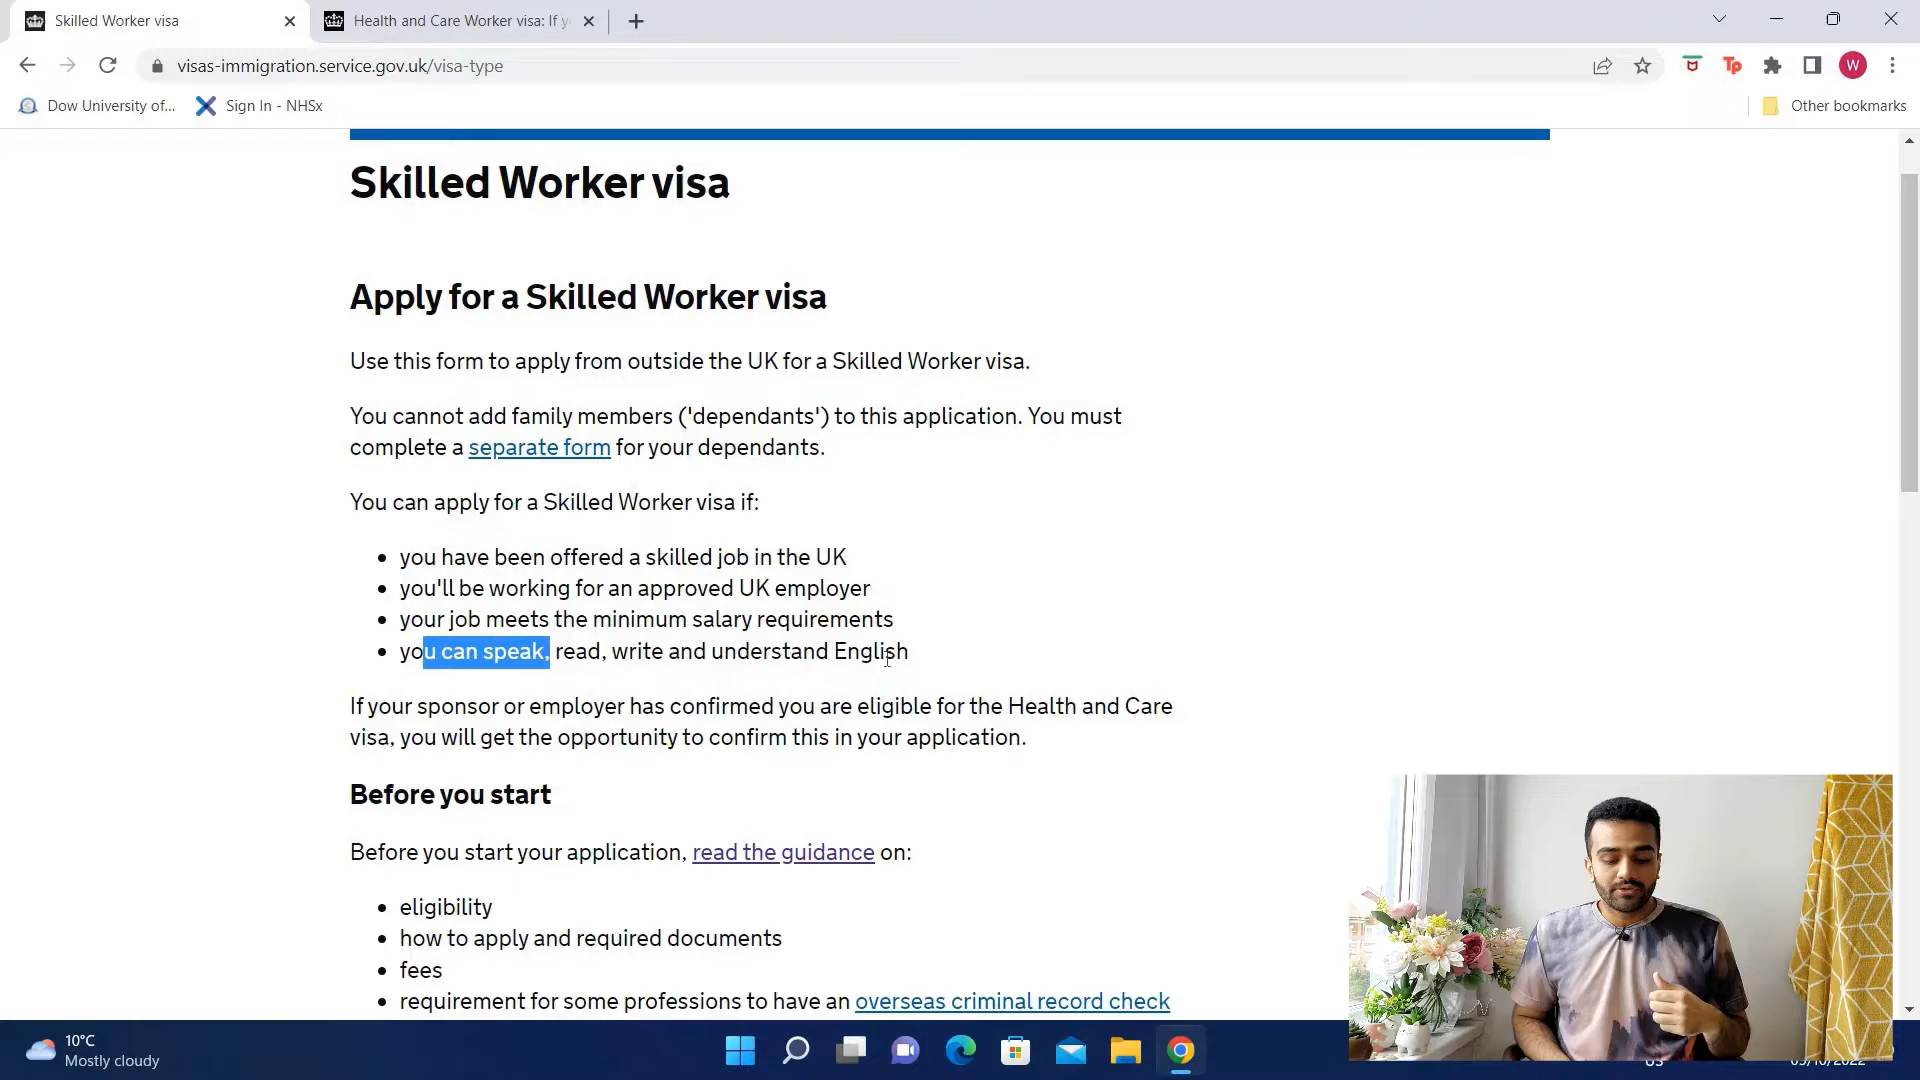 Skilled Worker visa
Health and Care Worker visa: If y
visas-immigration.service.gov.uk/visa-type
Tp
W
Dow University of...
Sign In - NHSx
Other bookmarks
Skilled Worker visa
Apply for a Skilled Worker visa
Use this form to apply from outside the UK for a Skilled Worker visa.
You cannot add family members ('dependants') to this application. You must
complete a separate form for your dependants.
You can apply for a Skilled Worker visa if:
you have been offered a skilled job in the UK
you'll be working for an approved UK employer
your job meets the minimum salary requirements
you can speak, read, write and understand English
If your sponsor or employer has confirmed you are eligible for the Health and Care
visa, you will get the opportunity to confirm this in your application.
Before you start
Before you start your application, read the guidance on:
eligibility
how to apply and required documents
fees
requirement for some professions to have an overseas criminal record check
10°C
Mostly cloudy